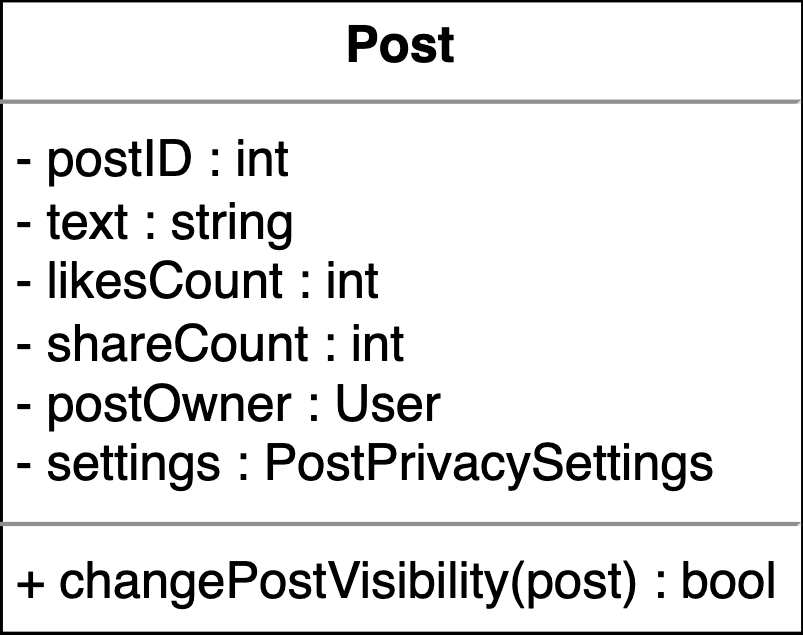 Post
- postID : int
- text : string
- likesCount : int
- shareCount : int
- postOwner : User
- settings : PostPrivacySettings
+ changePostVisibility(post) : bool